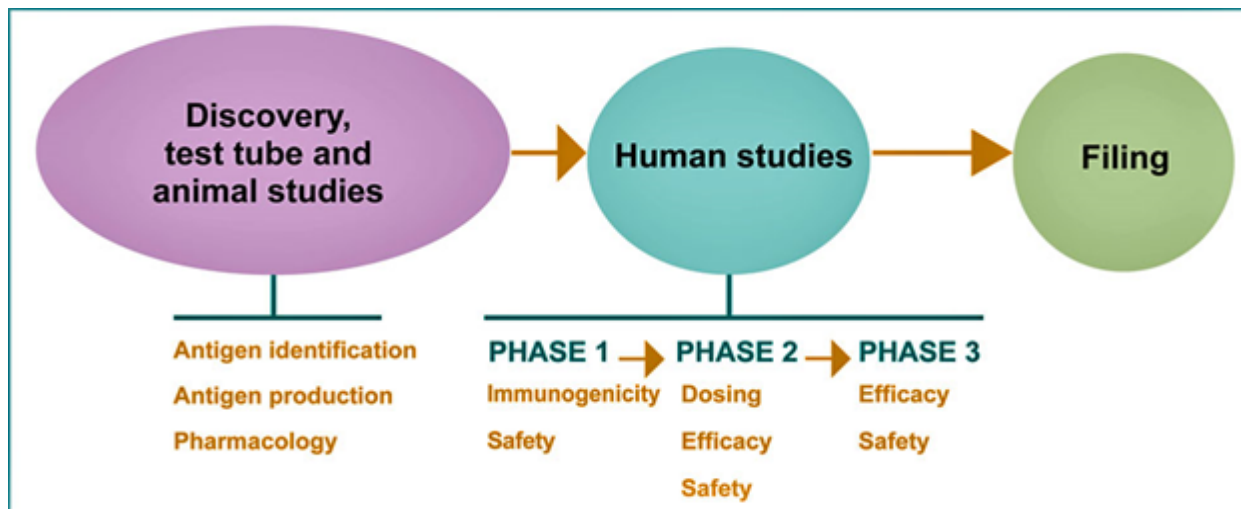 Discovery,
test tube and
animal studies
Human studies
Filing
Antigen identification
Antigen production
Pharmacology
PHASE 1
Immunogenicity
Safety
PHASE 2
Dosing
Efficacy
Safety
PHASE 3
Efficacy
Safety